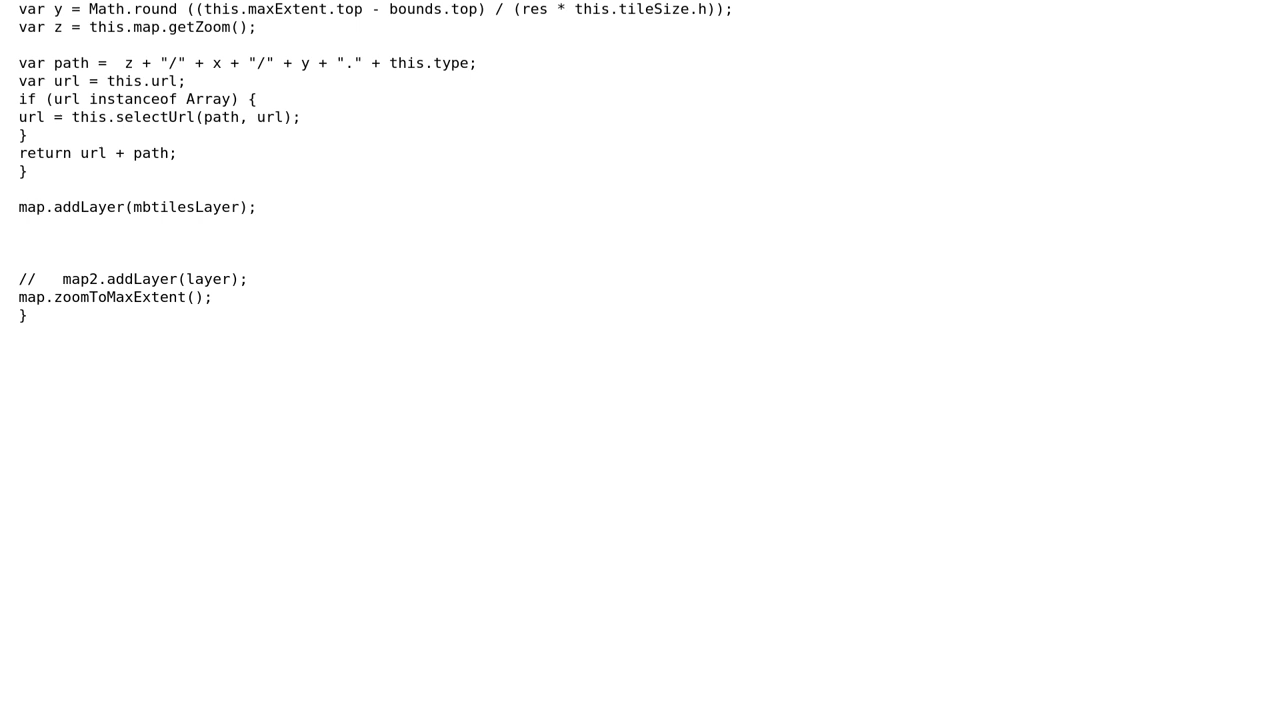 var y = Math.round ((this.maxExtent.top - bounds.top) / (res * this.tileSize.h));
var z = this.map.getZoom();

var path =  z + "/" + x + "/" + y + "." + this.type;
var url = this.url;
if (url instanceof Array) {
url = this.selectUrl(path, url);
}
return url + path;
}

map.addLayer(mbtilesLayer);


//   map2.addLayer(layer);
map.zoomToMaxExtent();
}